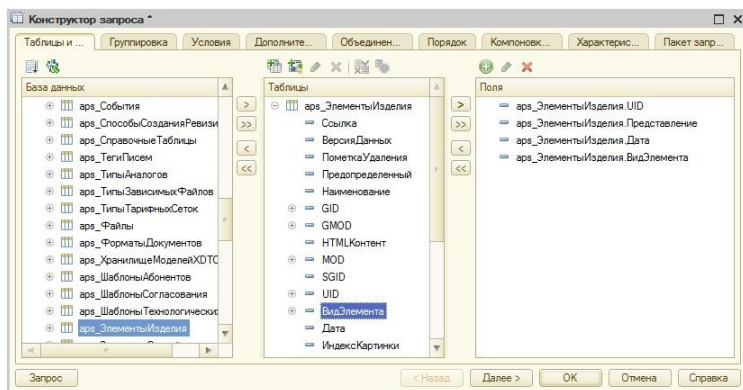 Конструктор запроса *
Таблицы и ...
Группировка
Условия
Дополните...
Объединен...
Порядок
Компоновк...
Характерис...
Пакет запр...
База данных
aps_События
aps_СпособыСозданияРевизи
aps_СправочныеТаблицы
aps_ТегиПисем
aps_ТипыАналогов
aps_ТипыЗависимыхФайлов
aps_ТипыТарифныхСеток
aps_Файлы
aps_ФорматыДокументов
aps_ХранилищеМоделейXDTC
aps_ШаблоныАбонентов
aps_ШаблоныСогласования
aps_ШаблоныТехнологически
aps_ЭлементыИзделия
>
>>
<
<<
Таблицы
aps_ЭлементыИзделия
Ссылка
ВерсияДанных
ПометкаУдаления
Предопределенный
Наименование
GID
GMOD
HTMLКонтент
MOD
SGID
UID
ВидЭлемента
Дата
ИндексКартинки
>
>>
<
<<
Поля
aps_ЭлементыИзделия.UID
aps_ЭлементыИзделия.Представление
aps_ЭлементыИзделия.Дата
aps_ЭлементыИзделия.ВидЭлемента
Запрос
< Назад
Далее >
OK
Отмена
Справка